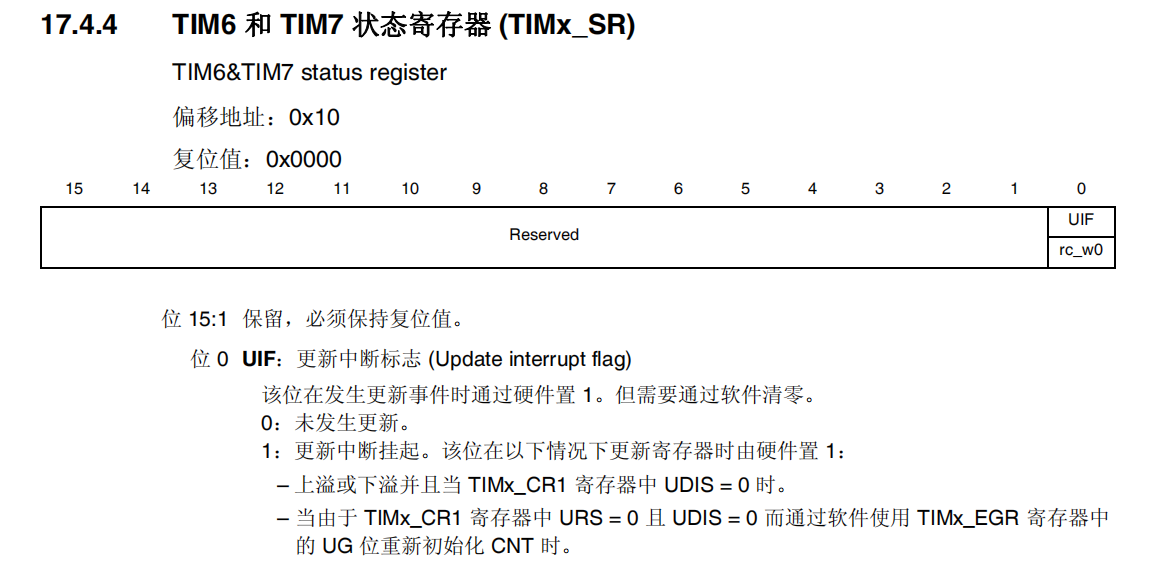 17.4.4 TIM6 和 TIM7 状态寄存器 (TIMx_SR)
TIM6&TIM7 status register
偏移地址：0x10
复位值：0x0000
15 14 13 12 11 10 9 8 7 6 5 4 3 2 1 0
Reserved
UIF
rc_w0
位 15:1 保留，必须保持复位值。
位 0 UIF：更新中断标志 (Update interrupt flag)
该位在发生更新事件时通过硬件置 1。但需要通过软件清零。
0：未发生更新。
1：更新中断挂起。该位在以下情况下更新寄存器时由硬件置 1：
– 上溢或下溢并且当 TIMx_CR1 寄存器中 UDIS = 0 时。
– 当由于 TIMx_CR1 寄存器中 URS = 0 且 UDIS = 0 而通过软件使用 TIMx_EGR 寄存器中
的 UG 位重新初始化 CNT 时。